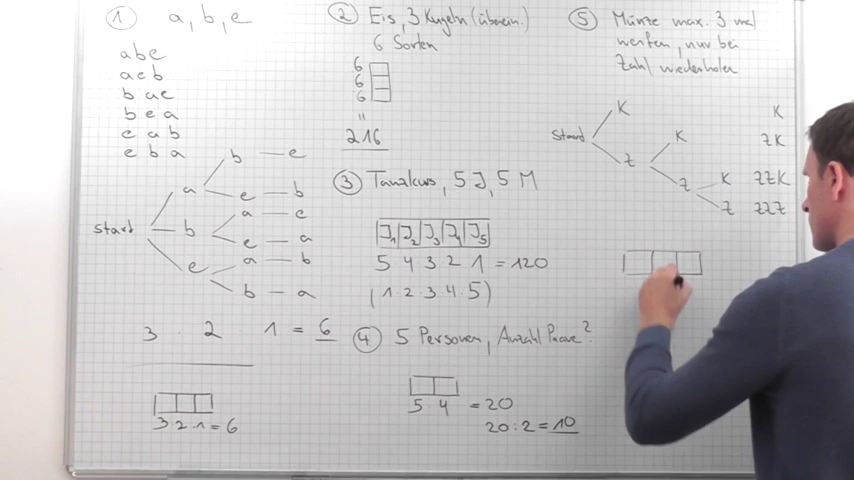 ① a, b, e
abe
aeb
bae
bea
eab
eba
Start
a b e
e b
b a e
e a
e a b
b a
3 · 2 · 1 = 6
3·2·1=6
② Eis, 3 Kugeln (überein.)
6 Sorten
6
6
6
=
216
③ Tanzkurs, 5 J, 5 M
J1 J2 J3 J4 J5
5 4 3 2 1 = 120
(1·2·3·4·5)
④ 5 Personen, Anzahl Paare?
5·4 = 20
20:2=10
⑤ Münze max. 3 mal
werfen, nur bei
Zahl wiederholen
K K
Start K ZK
Z
Z K ZZK
Z ZZZ